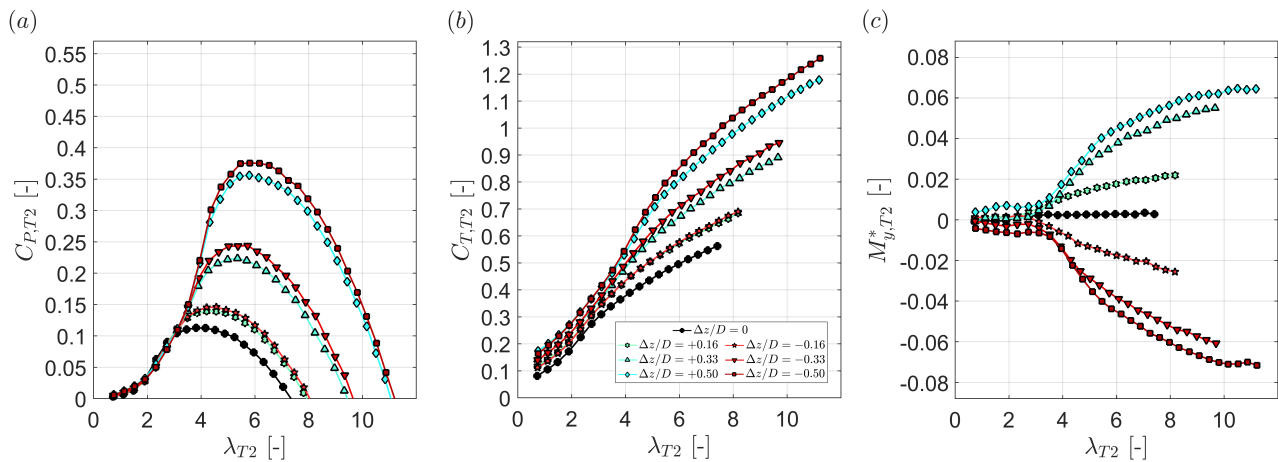 (a)
0.55
0.5
0.45
0.4
0.35
0.3
0.25
0.2
0.15
0.1
0.05
0
0 2 4 6 8 10
C_{P,T2} [-]
λ_{T2} [-]
(b)
1.3
1.2
1.1
1
0.9
0.8
0.7
0.6
0.5
0.4
0.3
0.2
0.1
0
0 2 4 6 8 10
C_{T,T2} [-]
λ_{T2} [-]
Δz/D = 0
Δz/D = +0.16 Δz/D = −0.16
Δz/D = +0.33 Δz/D = −0.33
Δz/D = +0.50 Δz/D = −0.50
(c)
0.08
0.06
0.04
0.02
0
-0.02
-0.04
-0.06
-0.08
0 2 4 6 8 10
M*_{y,T2} [-]
λ_{T2} [-]